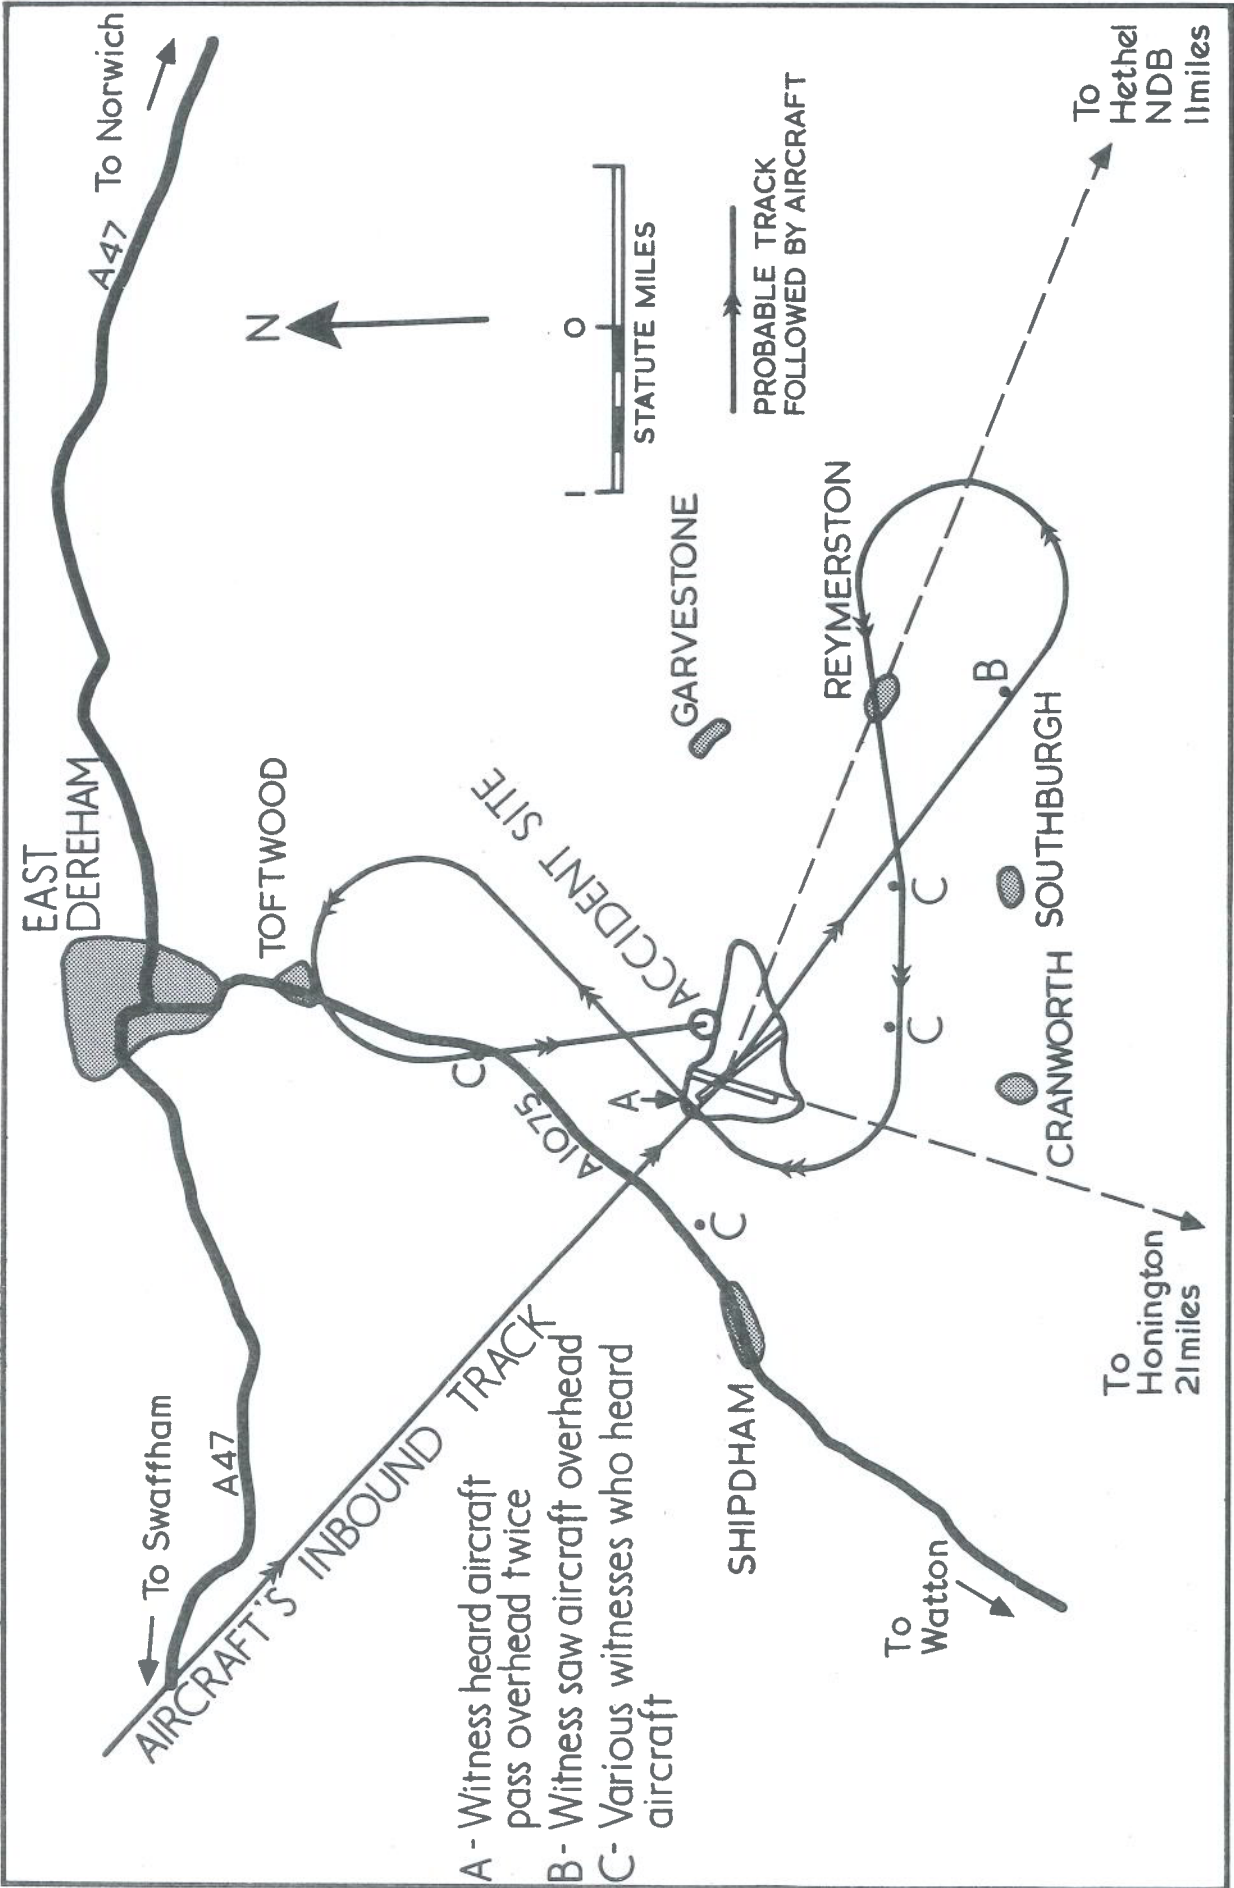 To Norwich
A47
EAST
DEREHAM
TOFTWOOD
N
1
O
STATUTE MILES
PROBABLE TRACK
FOLLOWED BY AIRCRAFT
To Swaffham
A47
AIRCRAFT'S INBOUND TRACK
A1075
C
A
ACCIDENT SITE
GARVESTONE
REYMERSTON
B
C
C
C
SOUTHBURGH
CRANWORTH
SHIPDHAM
To
Hethel
NDB
11miles
To
Honington
21miles
To
Watton
A - Witness heard aircraft
pass overhead twice
B - Witness saw aircraft overhead
C - Various witnesses who heard
aircraft